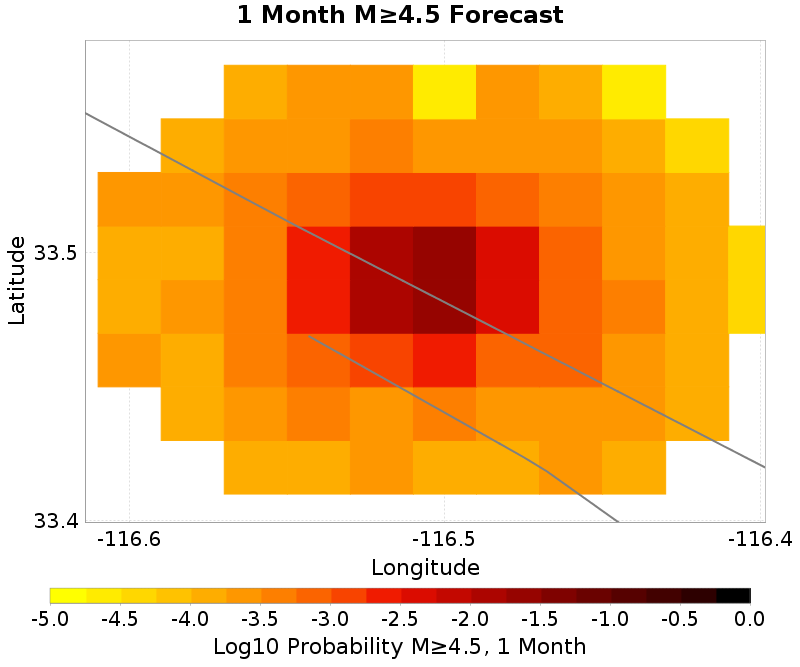 1 Month M≥4.5 Forecast
Latitude
33.5
33.4
-116.6 -116.5 -116.4
Longitude
-5.0 -4.5 -4.0 -3.5 -3.0 -2.5 -2.0 -1.5 -1.0 -0.5 0.0
Log10 Probability M≥4.5, 1 Month